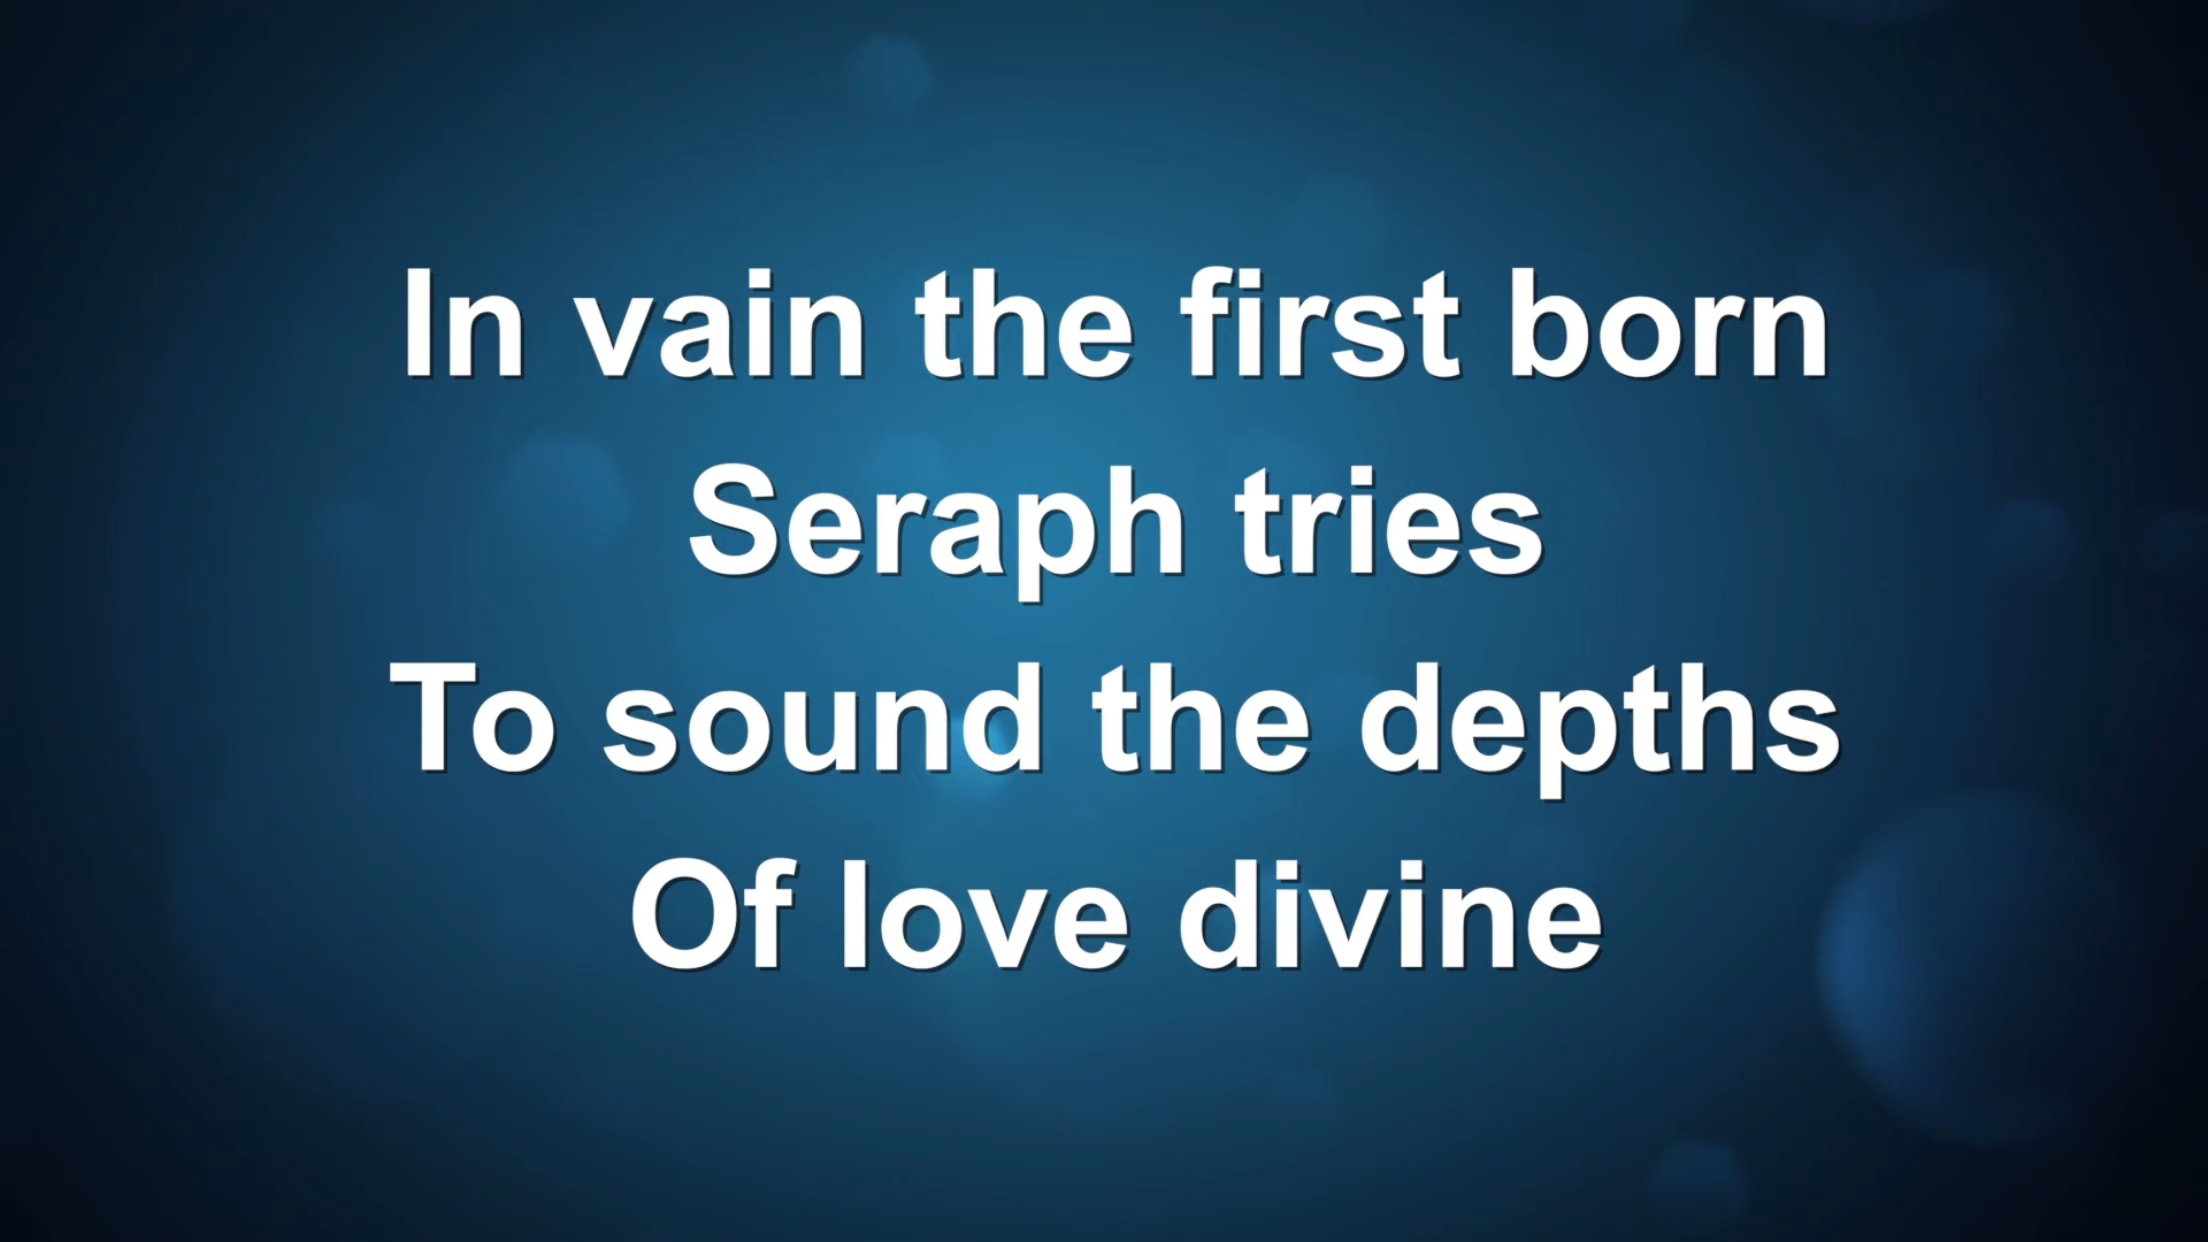 In vain the first born
Seraph tries
To sound the depths
Of love divine